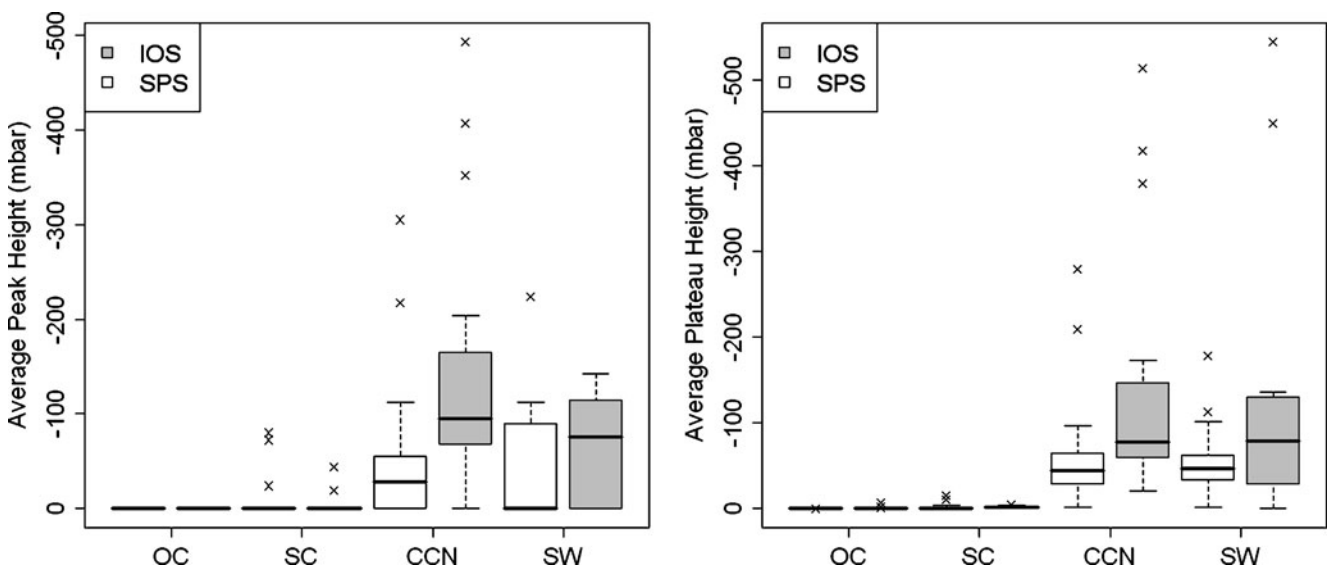 Average Peak Height (mbar)
-500
-400
-300
-200
-100
0
IOS
SPS
OC SC CCN SW
Average Plateau Height (mbar)
-500
-400
-300
-200
-100
0
IOS
SPS
OC SC CCN SW